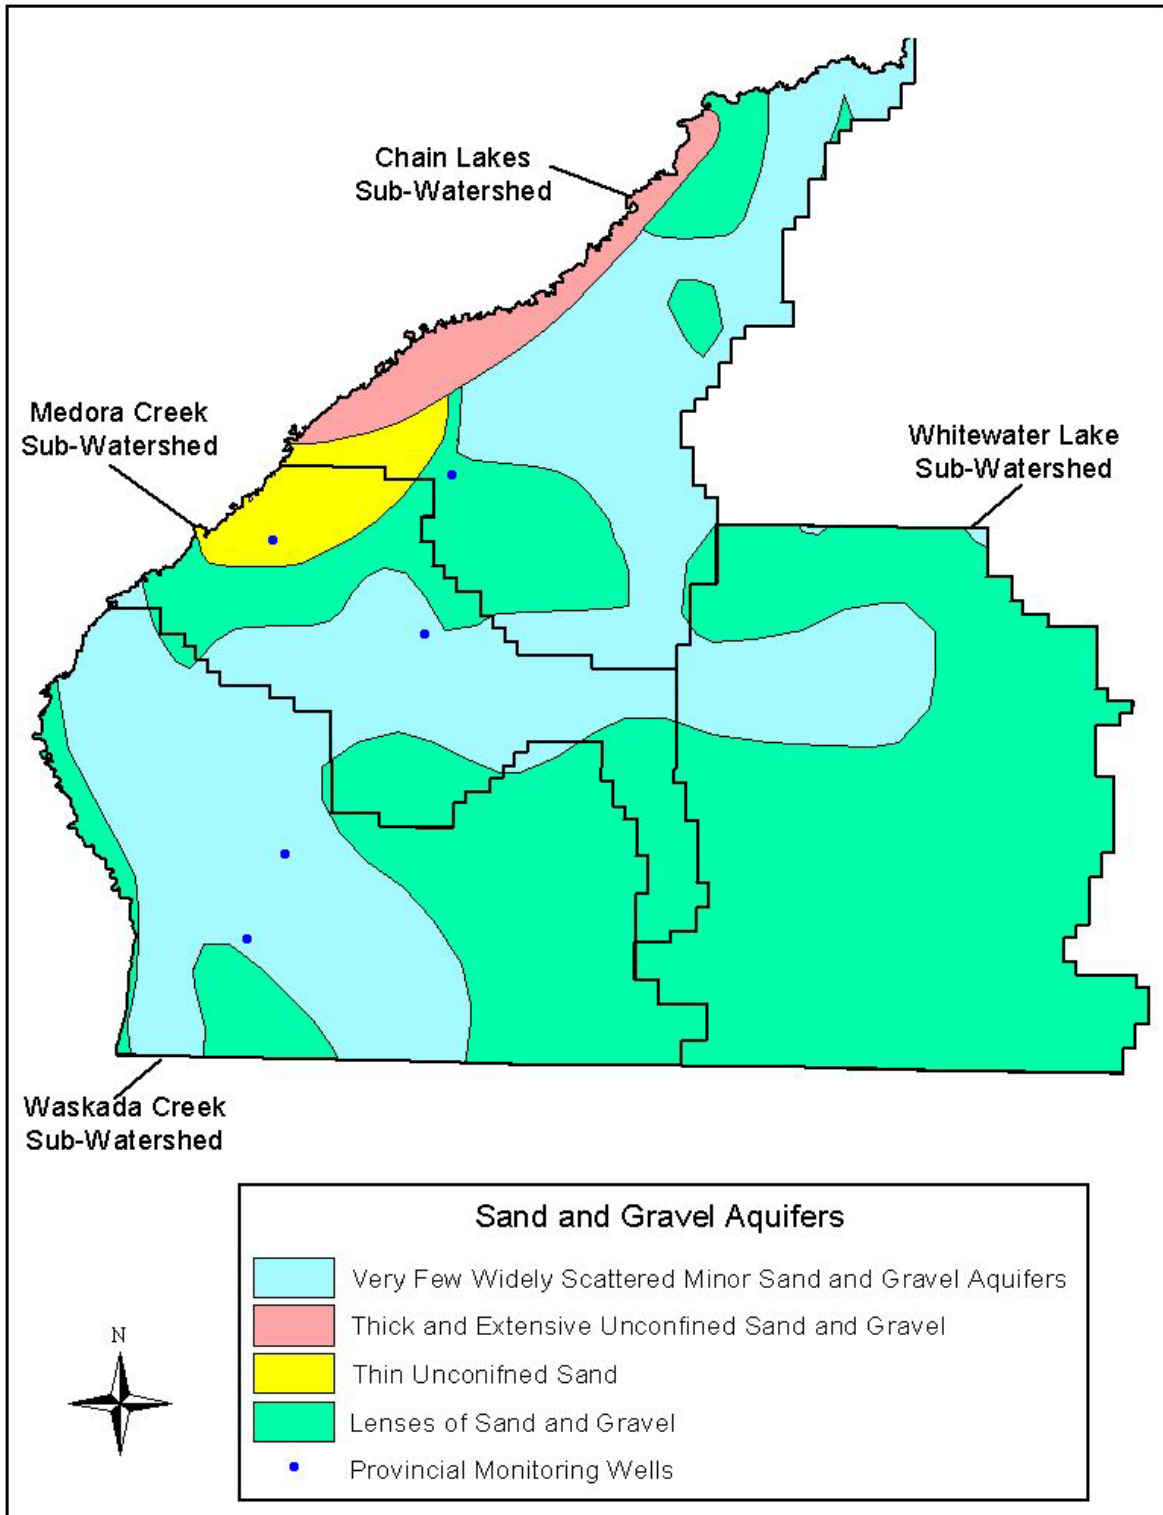 Chain Lakes
Sub-Watershed
Medora Creek
Sub-Watershed
Whitewater Lake
Sub-Watershed
Waskada Creek
Sub-Watershed
Sand and Gravel Aquifers
Very Few Widely Scattered Minor Sand and Gravel Aquifers
Thick and Extensive Unconfined Sand and Gravel
Thin Unconifned Sand
Lenses of Sand and Gravel
Provincial Monitoring Wells
N